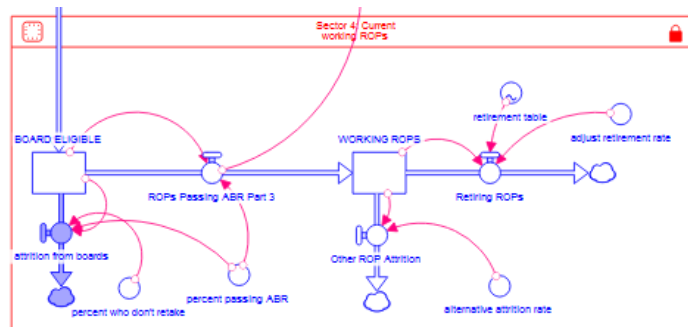 Sector 4: Current
working ROPs
retirement table
BOARD ELIGIBLE
WORKING ROPS
adjust retirement rate
ROPs Passing ABR Part 3
Retiring ROPs
attrition from boards
Other ROP Attrition
percent who don't retake
percent passing ABR
alternative attrition rate